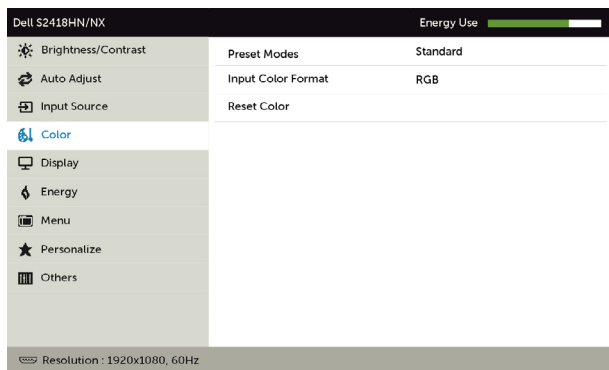 Dell S2418HN/NX
Energy Use
Brightness/Contrast
Auto Adjust
Input Source
Color
Display
Energy
Menu
Personalize
Others
Preset Modes Standard
Input Color Format RGB
Reset Color
Resolution : 1920x1080, 60Hz